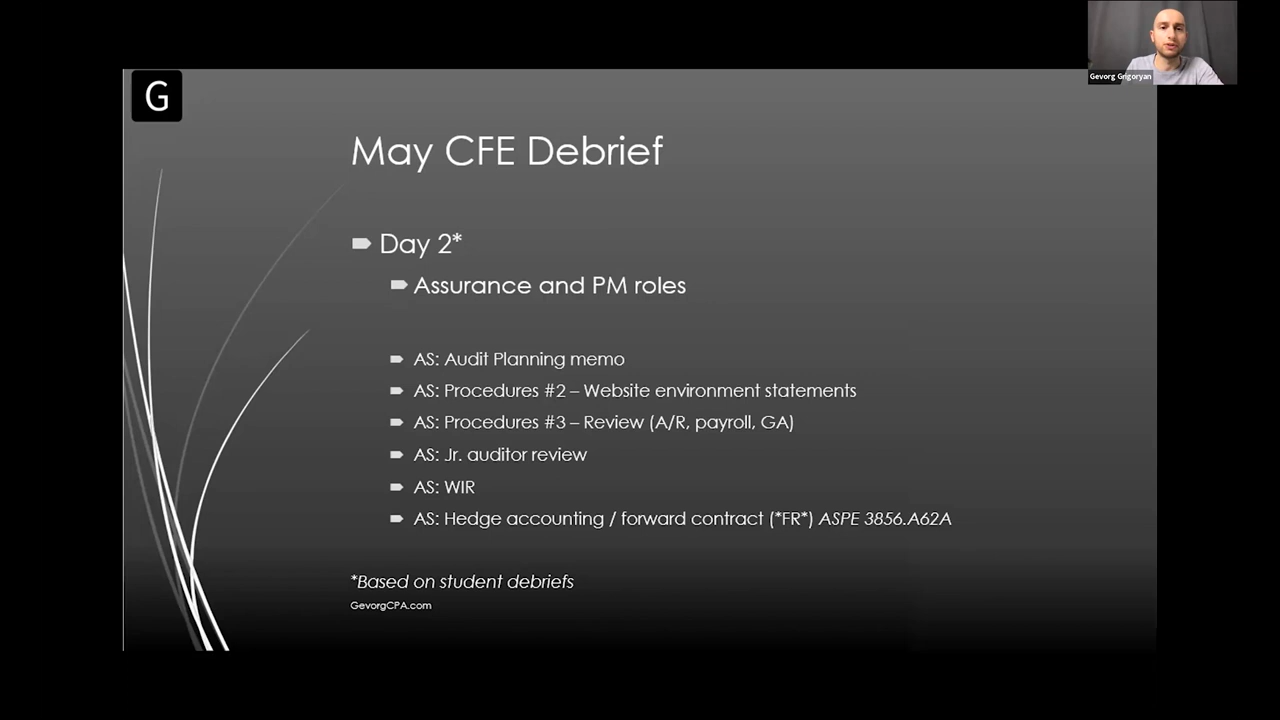 G
Gevorg Grigoryan
May CFE Debrief
Day 2*
Assurance and PM roles
AS: Audit Planning memo
AS: Procedures #2 – Website environment statements
AS: Procedures #3 – Review (A/R, payroll, GA)
AS: Jr. auditor review
AS: WIR
AS: Hedge accounting / forward contract (*FR*) ASPE 3856.A62A
*Based on student debriefs
GevorgCPA.com